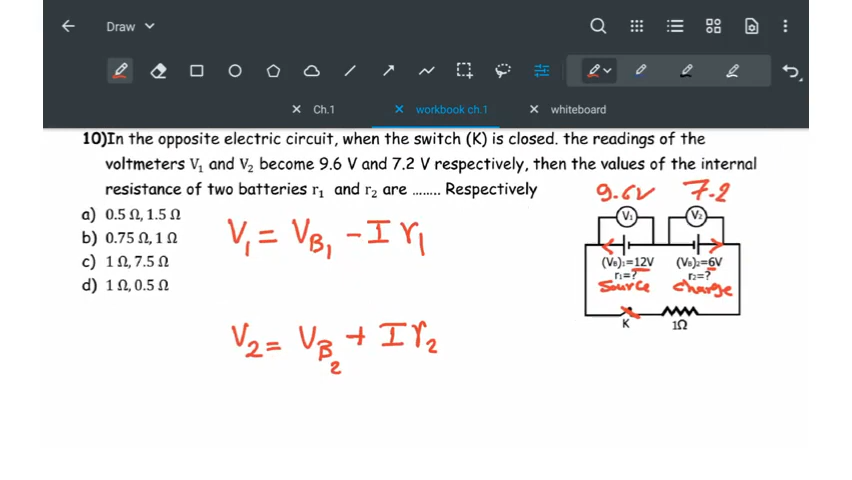 Draw
Ch.1
workbook ch.1
whiteboard
10)In the opposite electric circuit, when the switch (K) is closed. the readings of the
voltmeters V₁ and V₂ become 9.6 V and 7.2 V respectively, then the values of the internal
resistance of two batteries r₁ and r₂ are ........ Respectively
a) 0.5 Ω, 1.5 Ω
b) 0.75 Ω, 1 Ω
c) 1 Ω, 7.5 Ω
d) 1 Ω, 0.5 Ω
V₁ = V_B₁ - I r₁
V₂ = V_B₂ + I r₂
9.6V 7.2
V₁ V₂
(V_B)₁=12V (V_B)₂=6V
r₁=? r₂=?
Source charge
K 1Ω